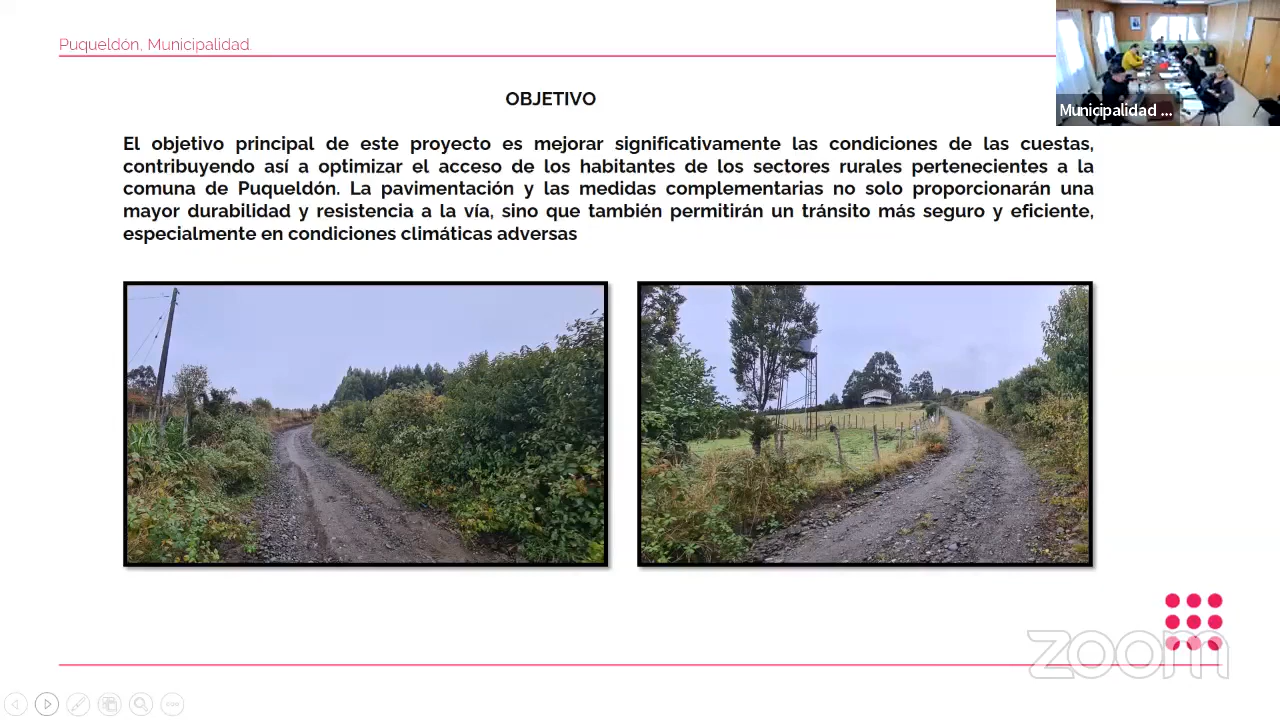 Puqueldón, Municipalidad.
Municipalidad ...
OBJETIVO
El objetivo principal de este proyecto es mejorar significativamente las condiciones de las cuestas,
contribuyendo así a optimizar el acceso de los habitantes de los sectores rurales pertenecientes a la
comuna de Puqueldón. La pavimentación y las medidas complementarias no solo proporcionarán una
mayor durabilidad y resistencia a la vía, sino que también permitirán un tránsito más seguro y eficiente,
especialmente en condiciones climáticas adversas
zoom